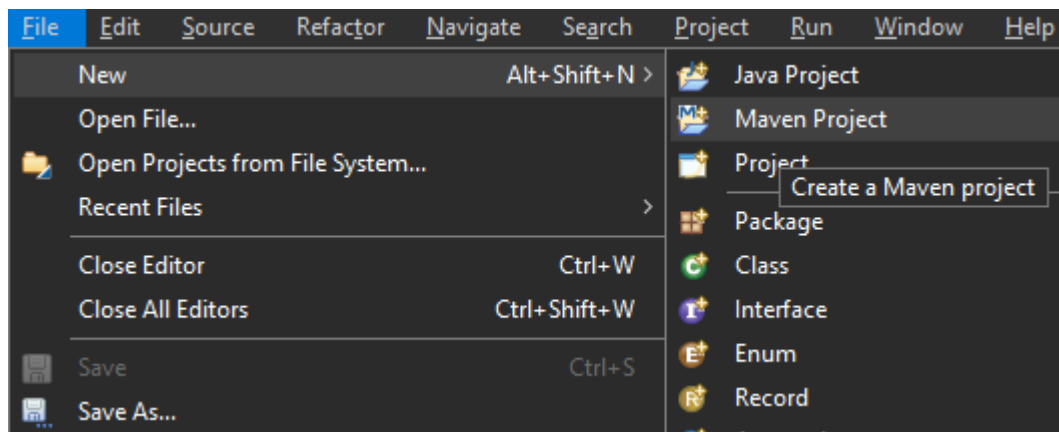 File Edit Source Refactor Navigate Search Project Run Window Help
New Alt+Shift+N >
Open File...
Open Projects from File System...
Recent Files >
Close Editor Ctrl+W
Close All Editors Ctrl+Shift+W
Save Ctrl+S
Save As...
Java Project
Maven Project
Project
Create a Maven project
Package
Class
Interface
Enum
Record